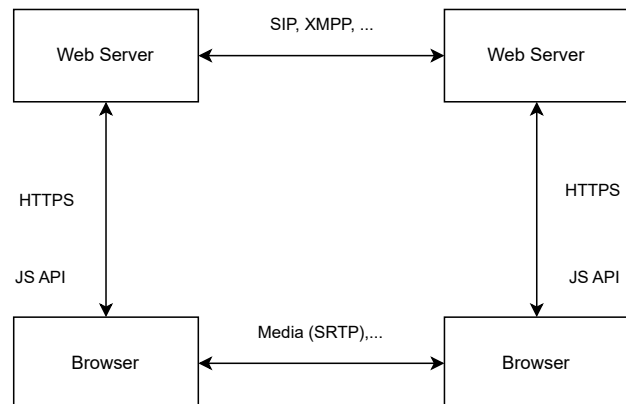 SIP, XMPP, ...
Web Server
Web Server
HTTPS
HTTPS
JS API
JS API
Media (SRTP),...
Browser
Browser